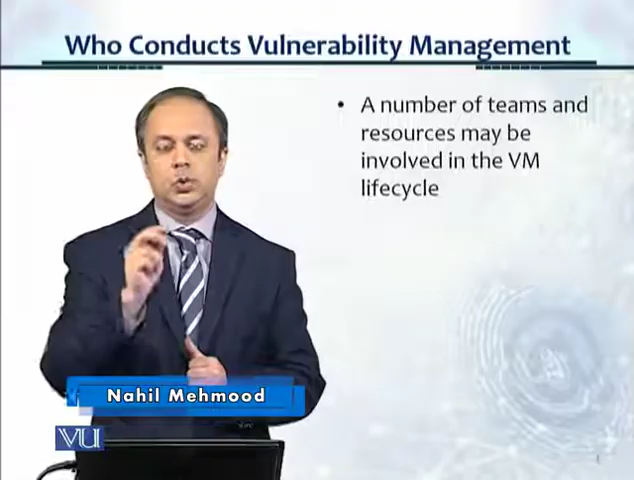 Who Conducts Vulnerability Management
• A number of teams and
resources may be
involved in the VM
lifecycle
Nahil Mehmood
VU